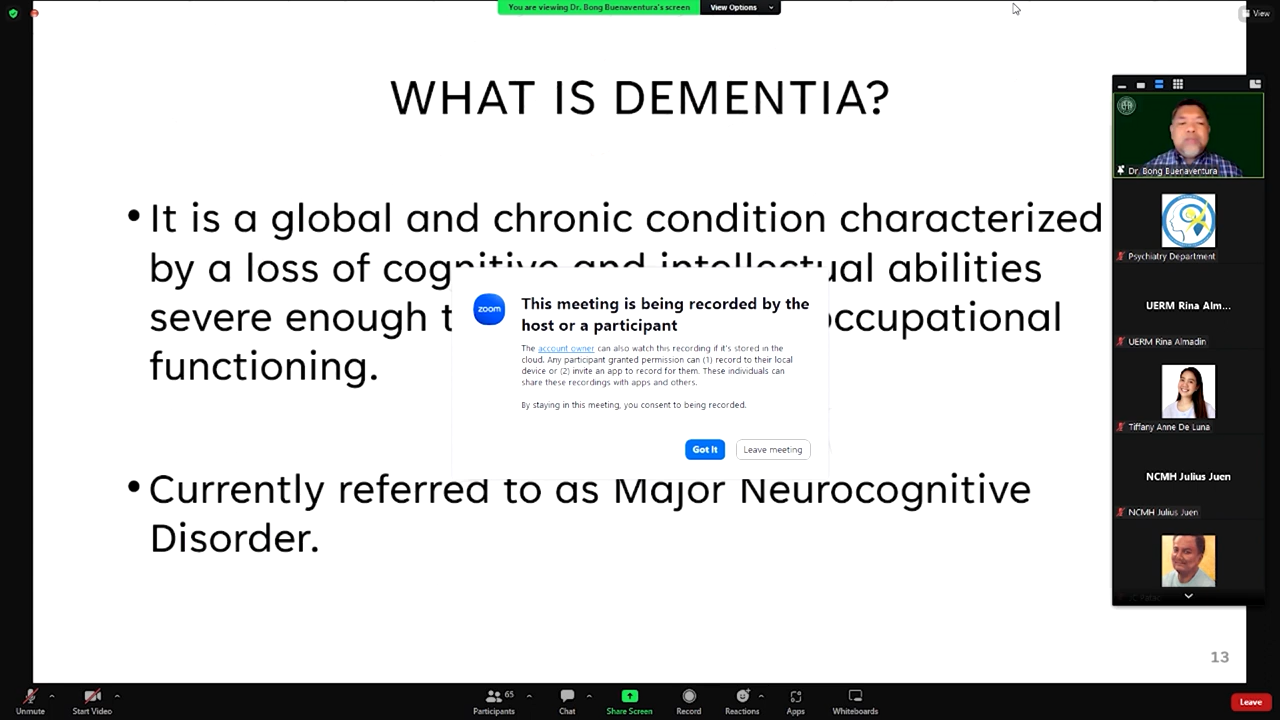 You are viewing Dr. Bong Buenaventura's screen
View Options
View
WHAT IS DEMENTIA?
•It is a global and chronic condition characterized
by a loss of cognitive and intellectual abilities
severe enough occupational
functioning.
zoom
This meeting is being recorded by the
host or a participant
The account owner can also watch this recording if it's stored in the
cloud. Any participant granted permission can (1) record to their local
device or (2) invite an app to record for them. These individuals can
share these recordings with apps and others.
By staying in this meeting, you consent to being recorded.
Got It
Leave meeting
•Currently referred to as Major Neurocognitive
Disorder.
13
Dr. Bong Buenaventura
Psychiatry Department
UERM Rina Alm...
UERM Rina Almadin
Tiffany Anne De Luna
NCMH Julius Juen
NCMH Julius Juen
Unmute
Start Video
65
Participants
Chat
Share Screen
Record
Reactions
Apps
Whiteboards
Leave